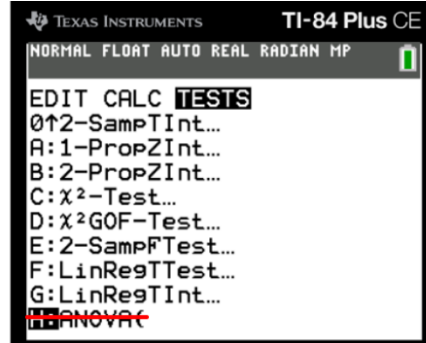 TEXAS INSTRUMENTS TI-84 Plus CE
NORMAL FLOAT AUTO REAL RADIAN MP
EDIT CALC TESTS
0↑2-SampTInt…
A:1-PropZInt…
B:2-PropZInt…
C:χ²-Test…
D:χ²GOF-Test…
E:2-SampFTest…
F:LinRegTTest…
G:LinRegTInt…
H:ANOVA(